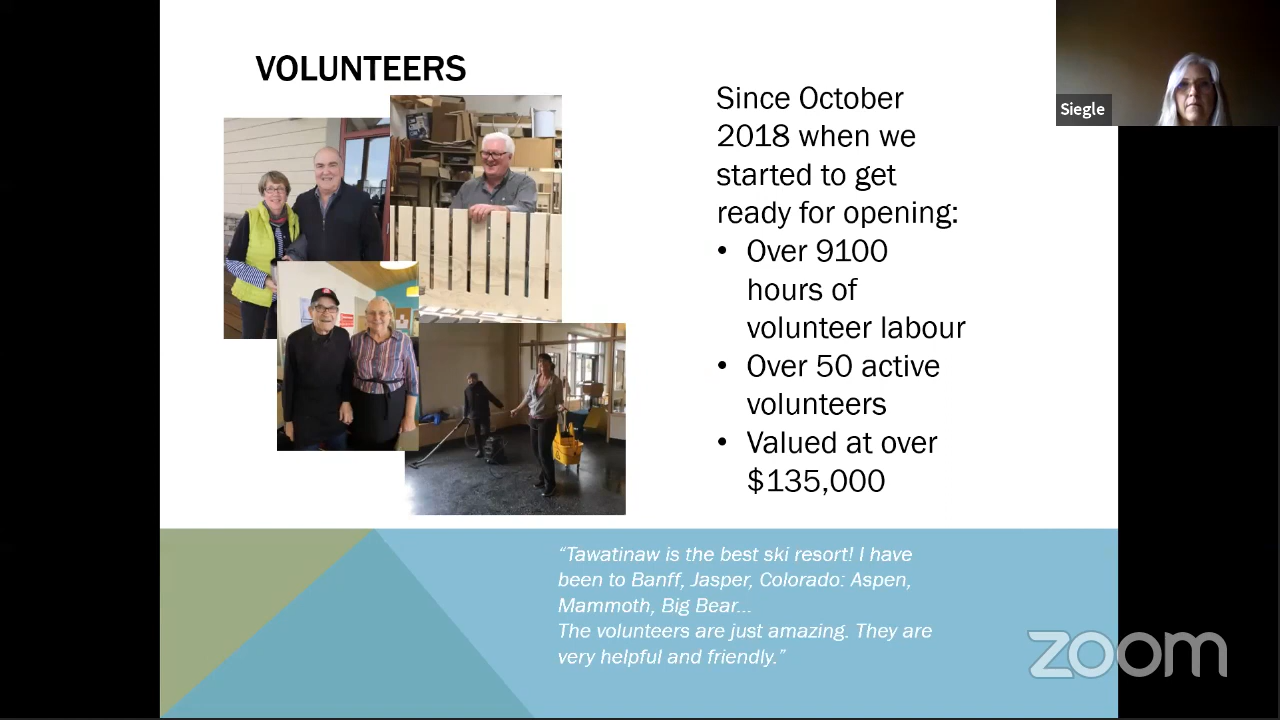 VOLUNTEERS
Since October
2018 when we
started to get
ready for opening:
• Over 9100
hours of
volunteer labour
• Over 50 active
volunteers
• Valued at over
$135,000
“Tawatinaw is the best ski resort! I have
been to Banff, Jasper, Colorado: Aspen,
Mammoth, Big Bear...
The volunteers are just amazing. They are
very helpful and friendly.”
Siegle
zoom